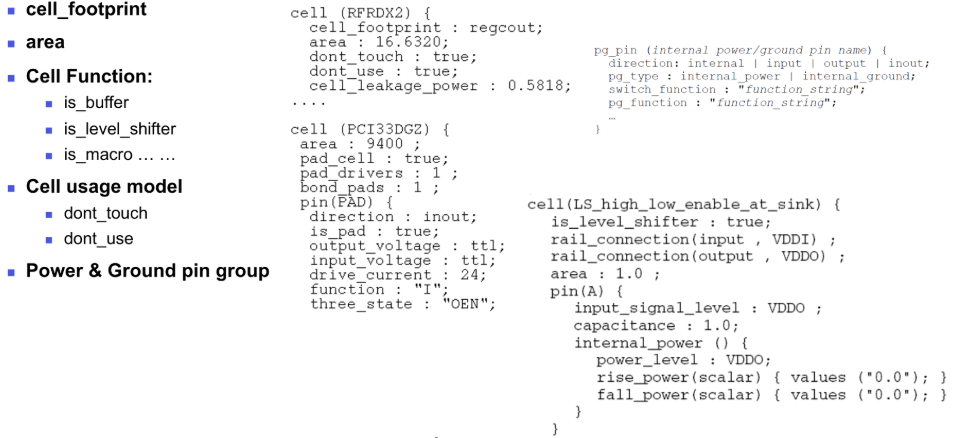 cell_footprint
area
Cell Function:
is_buffer
is_level_shifter
is_macro … …
Cell usage model
dont_touch
dont_use
Power & Ground pin group
cell (RFRDX2) {
cell_footprint : regcout;
area : 16.6320;
dont_touch : true;
dont_use : true;
cell_leakage_power : 0.5818;
....
cell (PCI33DGZ) {
area : 9400 ;
pad_cell : true;
pad_drivers : 1 ;
bond_pads : 1 ;
pin(PAD) {
direction : inout;
is_pad : true;
output_voltage : ttl;
input_voltage : ttl;
drive_current : 24;
function : "I";
three_state : "OEN";
pg_pin (internal power/ground pin name) {
direction: internal | input | output | inout;
pg_type : internal_power | internal_ground;
switch_function : "function_string";
pg_function : "function_string";
…
}
cell(LS_high_low_enable_at_sink) {
is_level_shifter : true;
rail_connection(input , VDDI) ;
rail_connection(output , VDDO) ;
area : 1.0 ;
pin(A) {
input_signal_level : VDDO ;
capacitance : 1.0;
internal_power () {
power_level : VDDO;
rise_power(scalar) { values ("0.0"); }
fall_power(scalar) { values ("0.0"); }
}
}